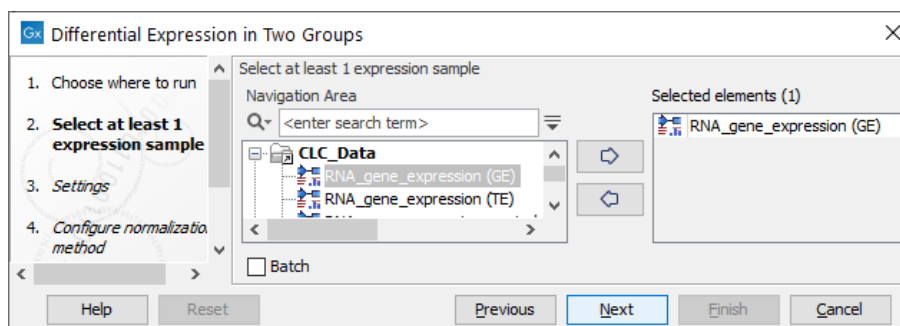 Gx Differential Expression in Two Groups
1. Choose where to run
2. Select at least 1
expression sample
3. Settings
4. Configure normalizatio
method
Select at least 1 expression sample
Navigation Area
<enter search term>
CLC_Data
RNA_gene_expression (GE)
RNA_gene_expression (TE)
Batch
Selected elements (1)
RNA_gene_expression (GE)
Help
Reset
Previous
Next
Finish
Cancel